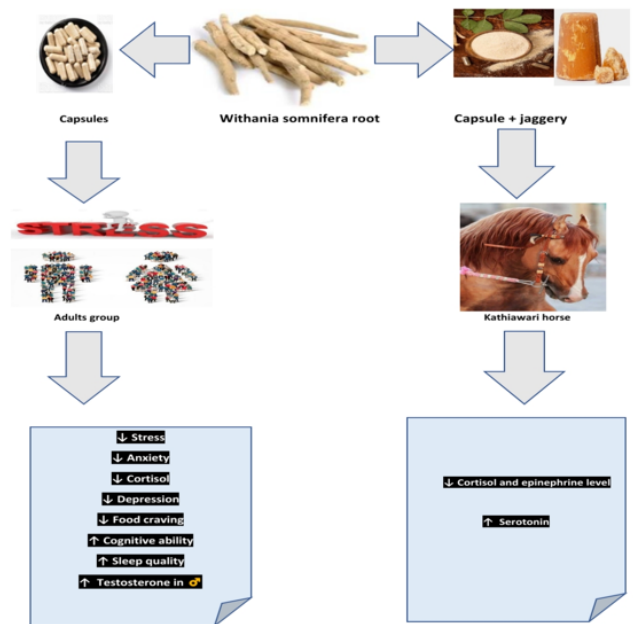 Capsules
Withania somnifera root
Capsule + jaggery
STRESS
Adults group
Kathiawari horse
↓ Stress
↓ Anxiety
↓ Cortisol
↓ Depression
↓ Food craving
↑ Cognitive ability
↑ Sleep quality
↑ Testosterone in ♂
↓ Cortisol and epinephrine level
↑ Serotonin